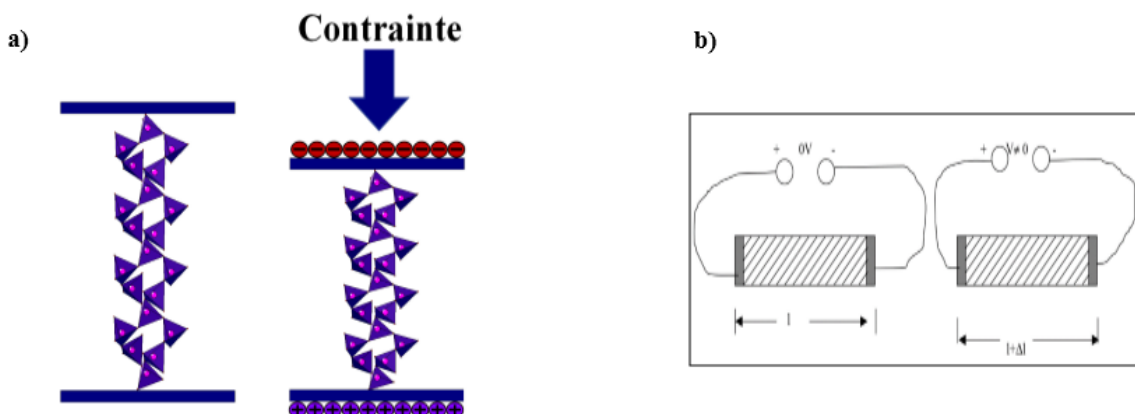 Contrainte
a)
b)
+ 0V -
+ V≠0 -
l
l+Δl